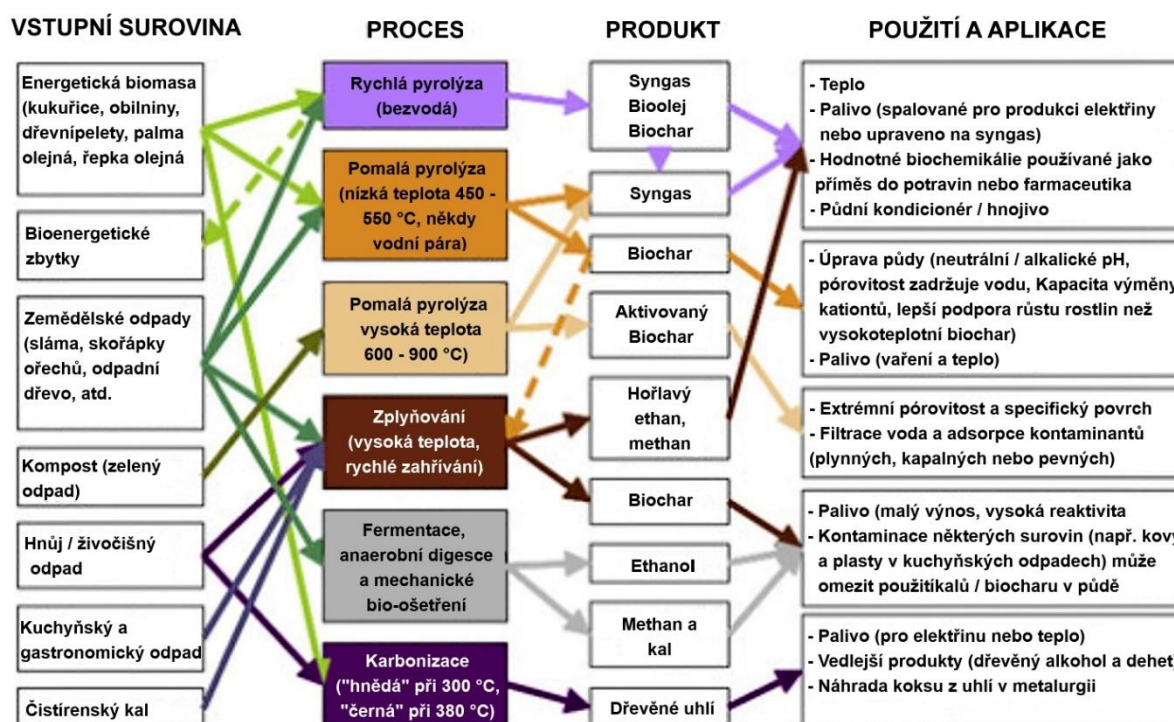 VSTUPNÍ SUROVINA
Energetická biomasa
(kukuřice, obilniny,
dřevnípelety, palma
olejná, řepka olejná
Bioenergetické
zbytky
Zemědělské odpady
(sláma, skořápky
ořechů, odpadní
dřevo, atd.
Kompost (zelený
odpad)
Hnůj / živočišný
odpad
Kuchyňský a
gastronomický odpad
Čistírenský kal
PROCES
Rychlá pyrolýza
(bezvodá)
Pomalá pyrolýza
(nízká teplota 450 -
550 °C, někdy
vodní pára)
Pomalá pyrolýza
vysoká teplota
600 - 900 °C)
Zplyňování
(vysoká teplota,
rychlé zahřívání)
Fermentace,
anaerobní digesce
a mechanické
bio-ošetření
Karbonizace
("hnědá" při 300 °C,
"černá" při 380 °C)
PRODUKT
Syngas
Bioolej
Biochar
Syngas
Biochar
Aktivovaný
Biochar
Hořlavý
ethan,
methan
Biochar
Ethanol
Methan a
kal
Dřevěné uhlí
POUŽITÍ A APLIKACE
- Teplo
- Palivo (spalované pro produkci elektřiny
nebo upraveno na syngas)
- Hodnotné biochemikálie používané jako
příměs do potravin nebo farmaceutika
- Půdní kondicionér / hnojivo
- Úprava půdy (neutrální / alkalické pH,
pórovitost zadržuje vodu, Kapacita výměny
kationtů, lepší podpora růstu rostlin než
vysokoteplotní biochar)
- Palivo (vaření a teplo)
- Extrémní pórovitost a specifický povrch
- Filtrace voda a adsorpce kontaminantů
(plynných, kapalných nebo pevných)
- Palivo (malý výnos, vysoká reaktivita
- Kontaminace některých surovin (např. kovy
a plasty v kuchyňských odpadech) může
omezit použitíkalů / biocharu v půdě
- Palivo (pro elektřinu nebo teplo)
- Vedlejší produkty (dřevěný alkohol a dehet)
- Náhrada koksu z uhlí v metalurgii